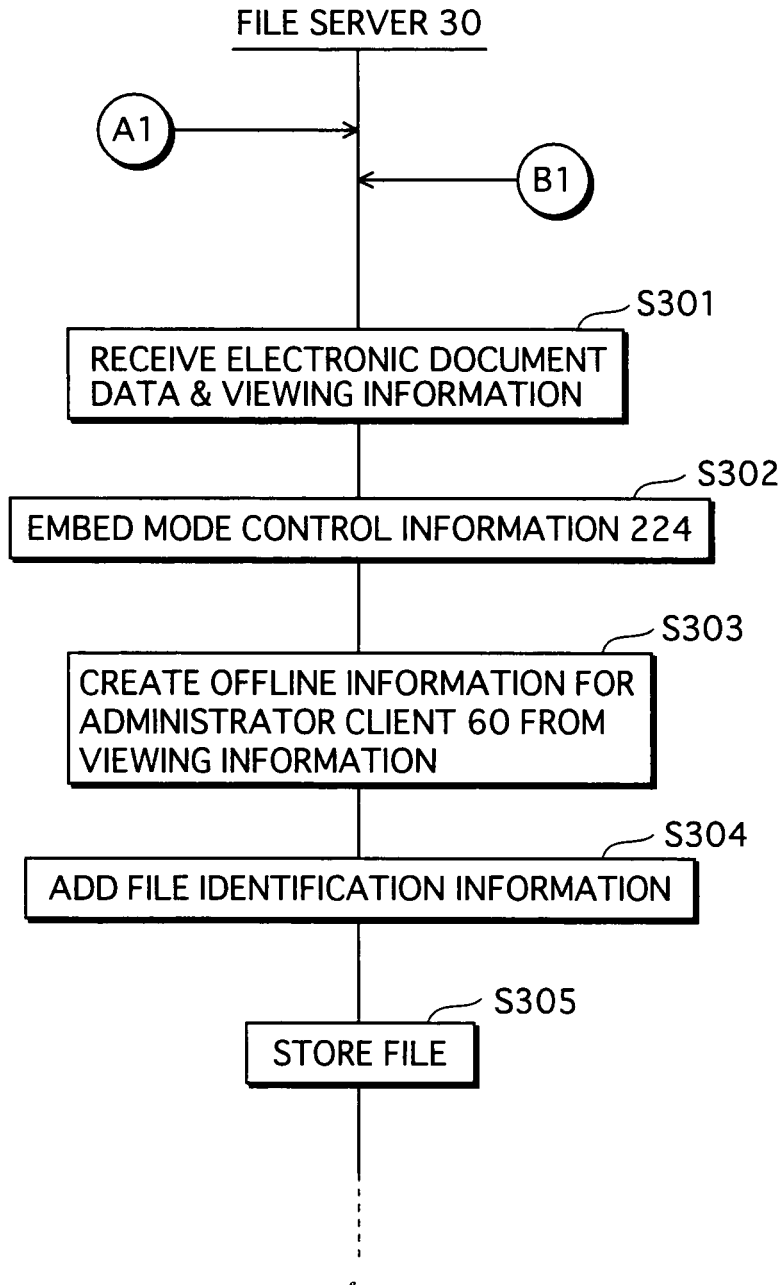 FILE SERVER 30
A1
B1
S301
RECEIVE ELECTRONIC DOCUMENT
DATA & VIEWING INFORMATION
S302
EMBED MODE CONTROL INFORMATION 224
S303
CREATE OFFLINE INFORMATION FOR
ADMINISTRATOR CLIENT 60 FROM
VIEWING INFORMATION
S304
ADD FILE IDENTIFICATION INFORMATION
S305
STORE FILE